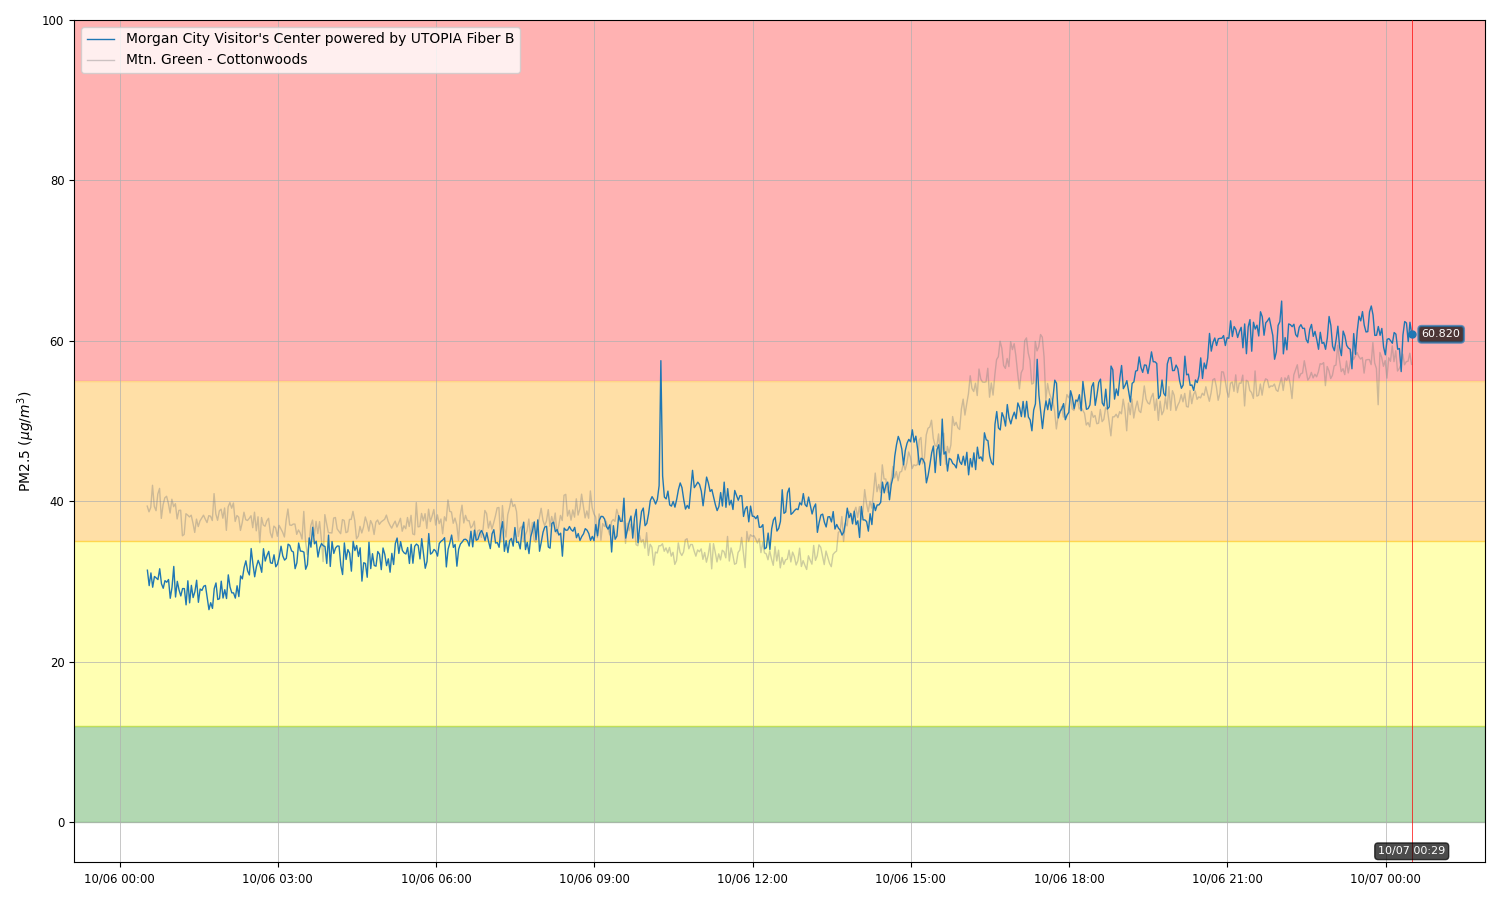 100
Morgan City Visitor's Center powered by UTOPIA Fiber B
Mtn. Green - Cottonwoods
80
60
60.820
PM2.5 (μg/m³)
40
20
0
10/07 00:29
10/06 00:00 10/06 03:00 10/06 06:00 10/06 09:00 10/06 12:00 10/06 15:00 10/06 18:00 10/06 21:00 10/07 00:00